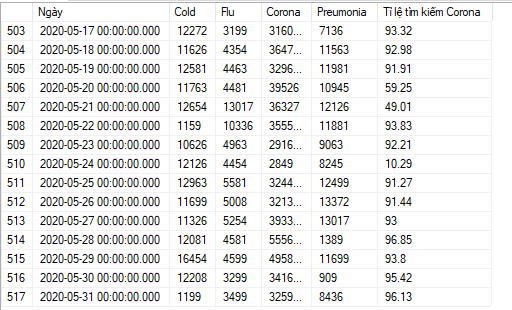 Ngày Cold Flu Corona Preumonia Tỉ lệ tìm kiếm Corona
503 2020-05-17 00:00:00.000 12272 3199 3160... 7136 93.32
504 2020-05-18 00:00:00.000 11626 4354 3647... 11563 92.98
505 2020-05-19 00:00:00.000 12581 4463 3296... 11981 91.91
506 2020-05-20 00:00:00.000 11763 4481 39526 10945 59.25
507 2020-05-21 00:00:00.000 12654 13017 36327 12126 49.01
508 2020-05-22 00:00:00.000 1159 10336 3555... 11881 93.83
509 2020-05-23 00:00:00.000 10626 4963 2916... 9063 92.21
510 2020-05-24 00:00:00.000 12126 4454 2849 8245 10.29
511 2020-05-25 00:00:00.000 12963 5581 3244... 12499 91.27
512 2020-05-26 00:00:00.000 11699 5008 3213... 13372 91.44
513 2020-05-27 00:00:00.000 11326 5254 3933... 13017 93
514 2020-05-28 00:00:00.000 12081 4581 5556... 1389 96.85
515 2020-05-29 00:00:00.000 16454 4599 4958... 11699 93.8
516 2020-05-30 00:00:00.000 12208 3299 3416... 909 95.42
517 2020-05-31 00:00:00.000 1199 3499 3259... 8436 96.13